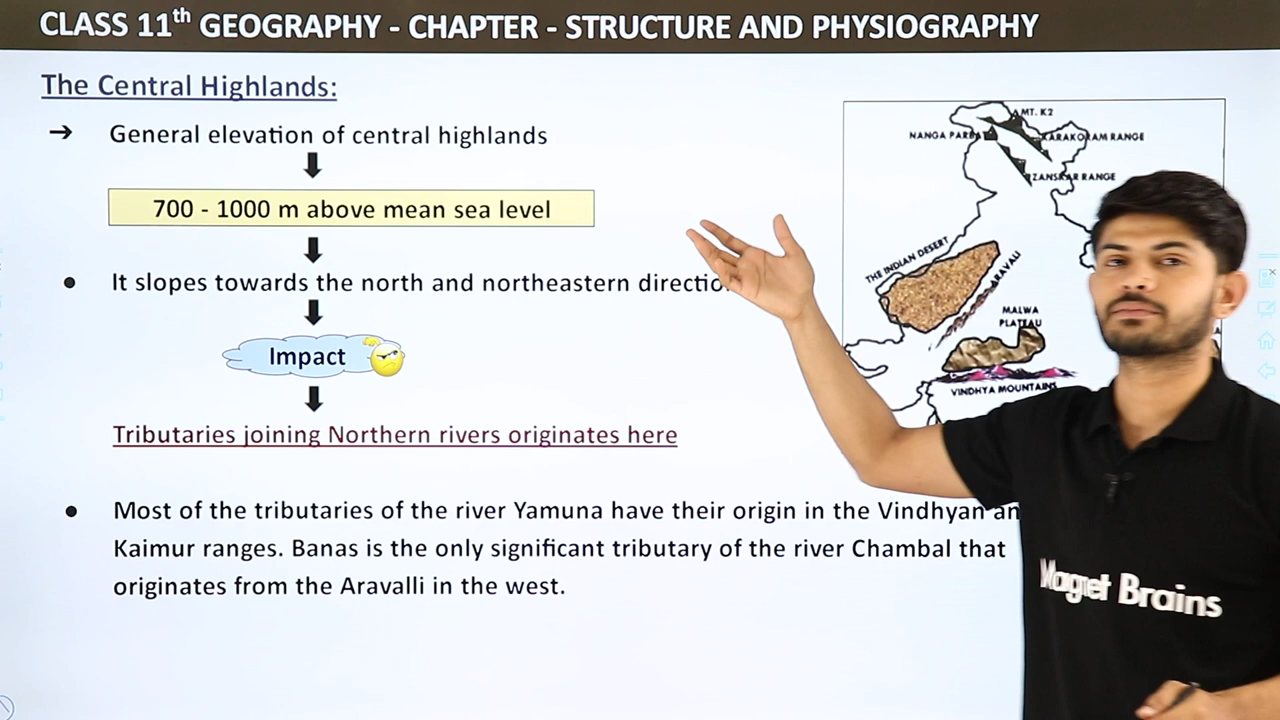 CLASS 11th GEOGRAPHY - CHAPTER - STRUCTURE AND PHYSIOGRAPHY
The Central Highlands:
➔ General elevation of central highlands
700 - 1000 m above mean sea level
● It slopes towards the north and northeastern
Impact
Tributaries joining Northern rivers originates here
● Most of the tributaries of the river Yamuna have their origin in the Vindhyan
Kaimur ranges. Banas is the only significant tributary of the river Chambal that
originates from the Aravalli in the west.
MT. K2
NANGA
KARAKORAM RANGE
ZANSKAR RANGE
THE INDIAN DESERT
ARAVALI
MALWA
PLATEAU
VINDHYA MOUNTAINS
Magnet Brains